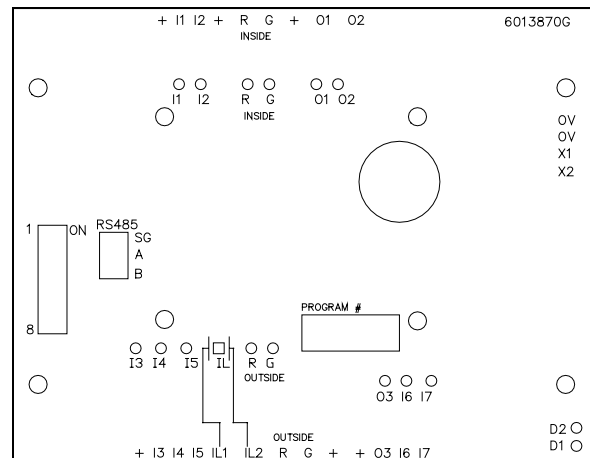 + I1 I2 + R G + O1 O2
INSIDE
6013870G
I1 I2 R G O1 O2
INSIDE
OV
OV
X1
X2
1 ON
8
RS485
SG
A
B
PROGRAM #
I3 I4 I5 IL R G
OUTSIDE
O3 I6 I7
OUTSIDE
+ I3 I4 I5 IL1 IL2 R G + + O3 I6 I7
D2
D1